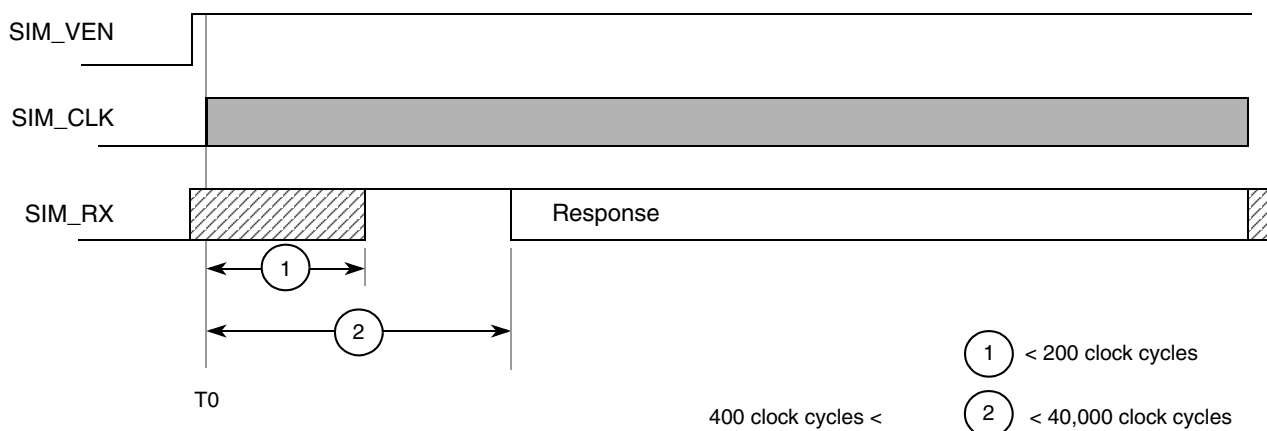 SIM_VEN
SIM_CLK
SIM_RX
Response
1
2
T0
1 < 200 clock cycles
400 clock cycles < 2 < 40,000 clock cycles